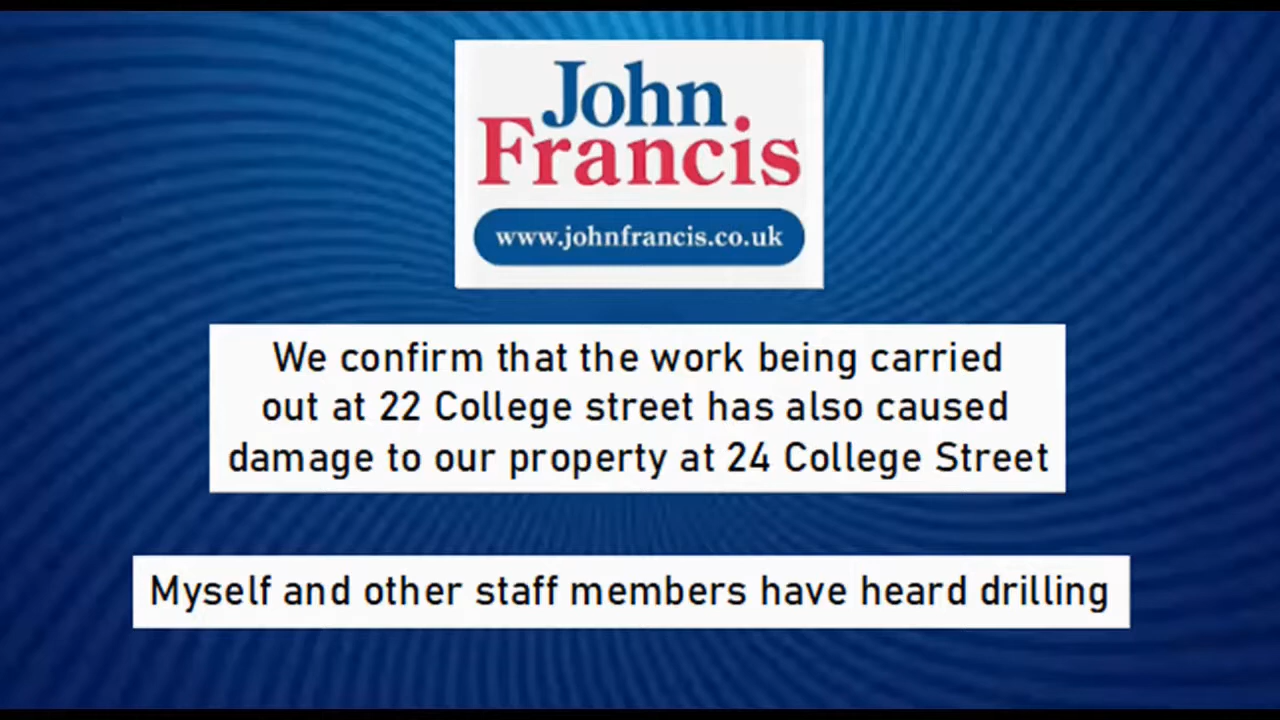 John
Francis
www.johnfrancis.co.uk
We confirm that the work being carried
out at 22 College street has also caused
damage to our property at 24 College Street
Myself and other staff members have heard drilling